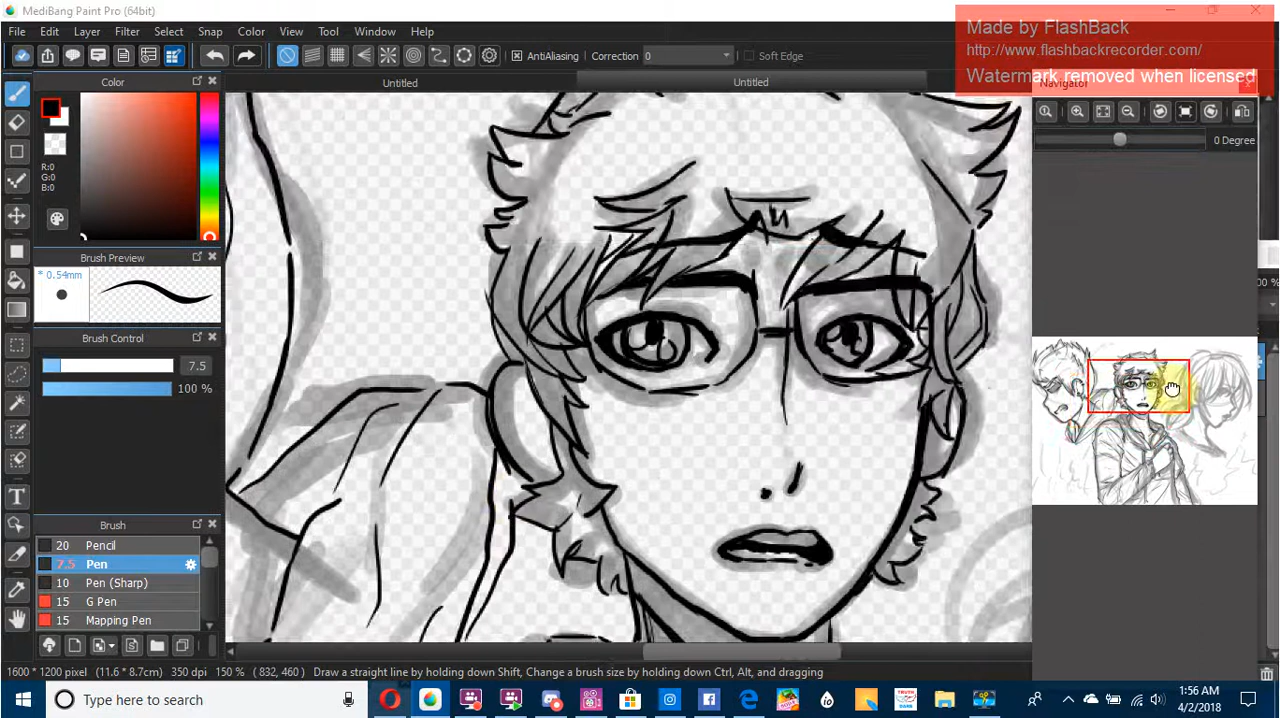 MediBang Paint Pro (64bit)
Made by FlashBack
http://www.flashbackrecorder.com/
Watermark removed when licensed
File Edit Layer Filter Select Snap Color View Tool Window Help
AntiAliasing Correction 0 Soft Edge
Color
Untitled
Untitled
Navigator
0 Degree
R:0
G:0
B:0
Brush Preview
* 0.54mm
Brush Control
7.5
100 %
00 %
Brush
20 Pencil
7.5 Pen
10 Pen (Sharp)
15 G Pen
15 Mapping Pen
1600 * 1200 pixel (11.6 * 8.7cm) 350 dpi 150 % ( 832, 460 ) Draw a straight line by holding down Shift, Change a brush size by holding down Ctrl, Alt, and dragging
Type here to search
1:56 AM
4/2/2018